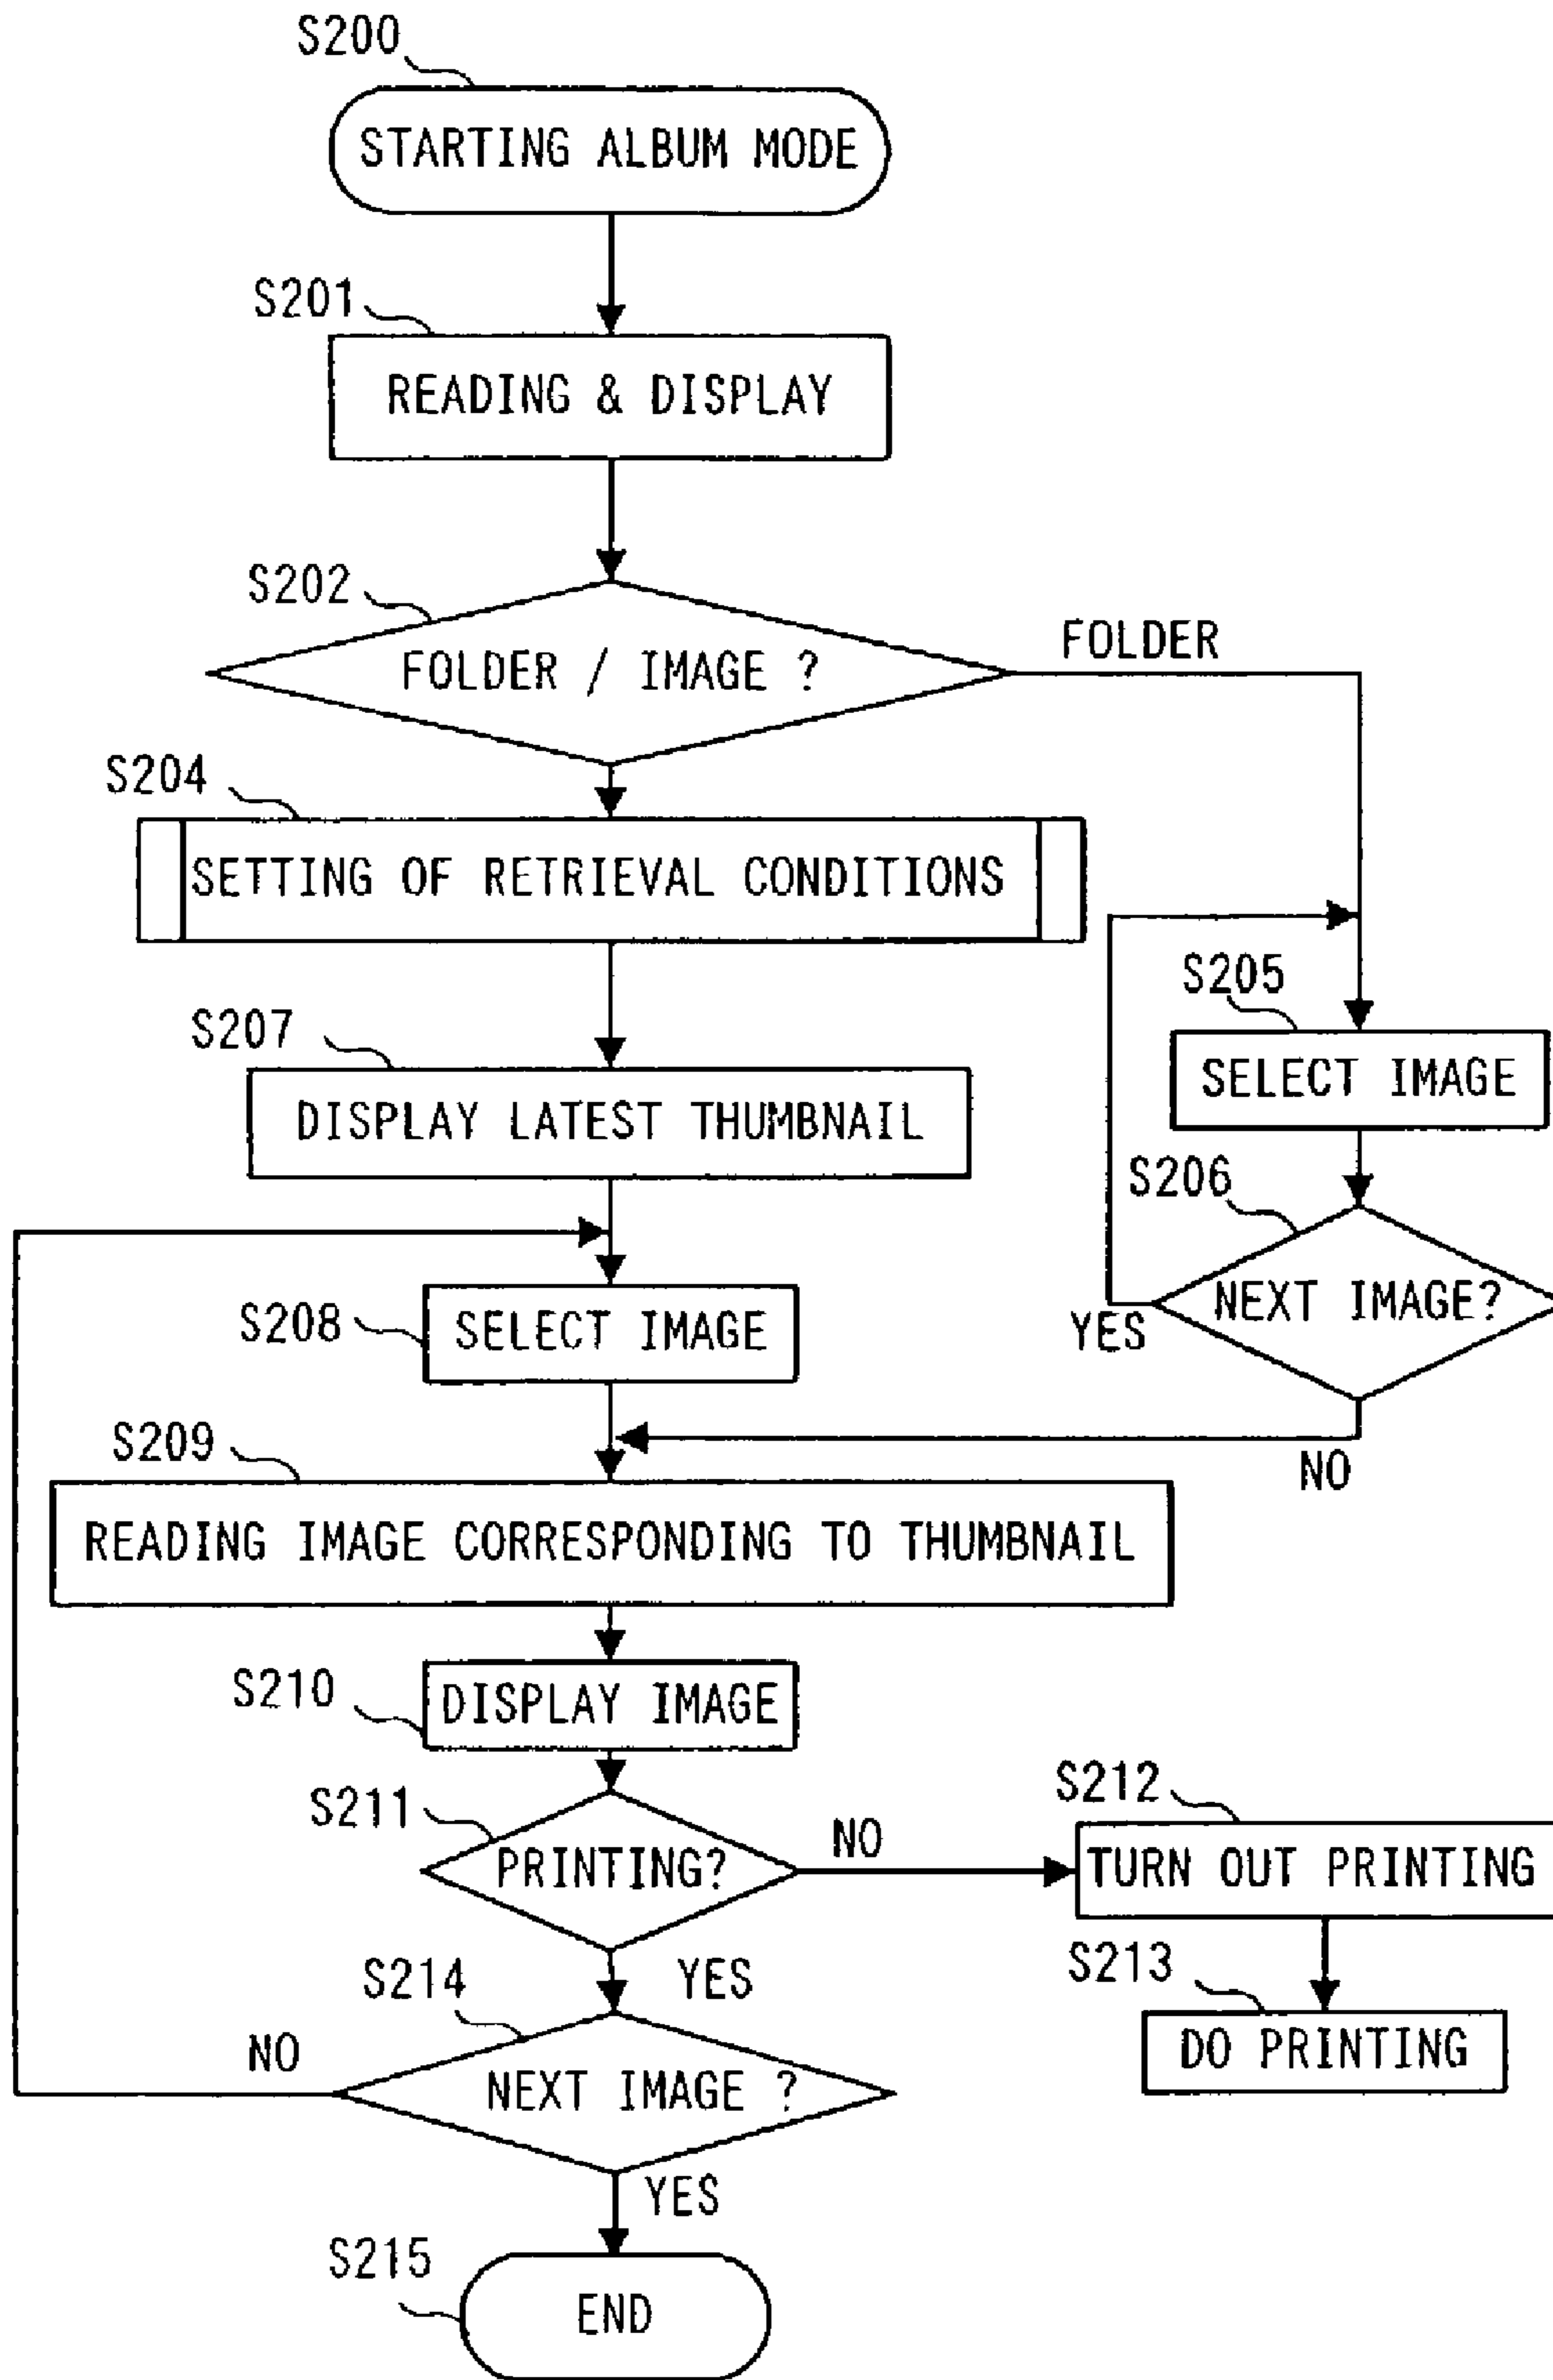 S200
STARTING ALBUM MODE
S201
READING & DISPLAY
S202
FOLDER / IMAGE ?
FOLDER
S204
SETTING OF RETRIEVAL CONDITIONS
S205
SELECT IMAGE
S207
DISPLAY LATEST THUMBNAIL
S206
NEXT IMAGE?
YES
NO
S208
SELECT IMAGE
S209
READING IMAGE CORRESPONDING TO THUMBNAIL
S210
DISPLAY IMAGE
S211
PRINTING?
NO
S212
TURN OUT PRINTING
S213
DO PRINTING
YES
S214
NEXT IMAGE ?
NO
YES
S215
END